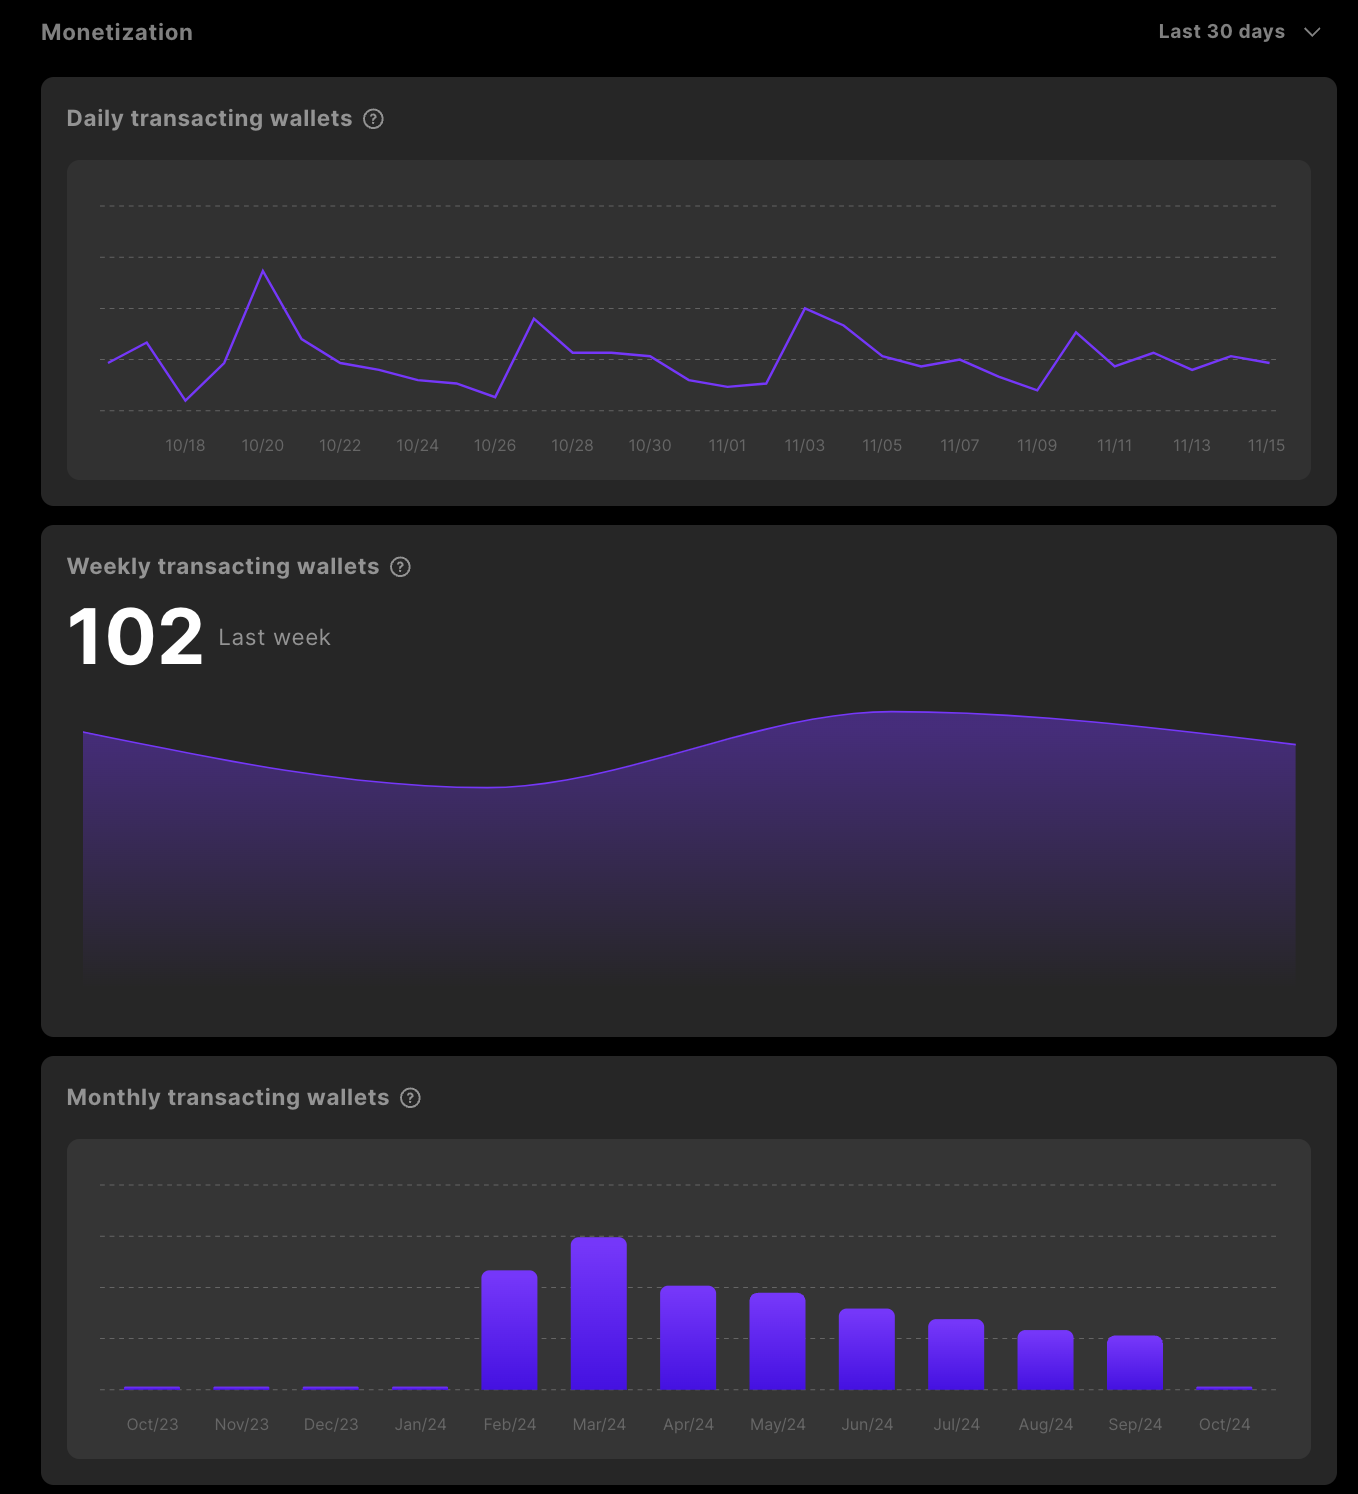 Monetization
Last 30 days
Daily transacting wallets ?
10/18 10/20 10/22 10/24 10/26 10/28 10/30 11/01 11/03 11/05 11/07 11/09 11/11 11/13 11/15
Weekly transacting wallets ?
102 Last week
Monthly transacting wallets ?
Oct/23 Nov/23 Dec/23 Jan/24 Feb/24 Mar/24 Apr/24 May/24 Jun/24 Jul/24 Aug/24 Sep/24 Oct/24